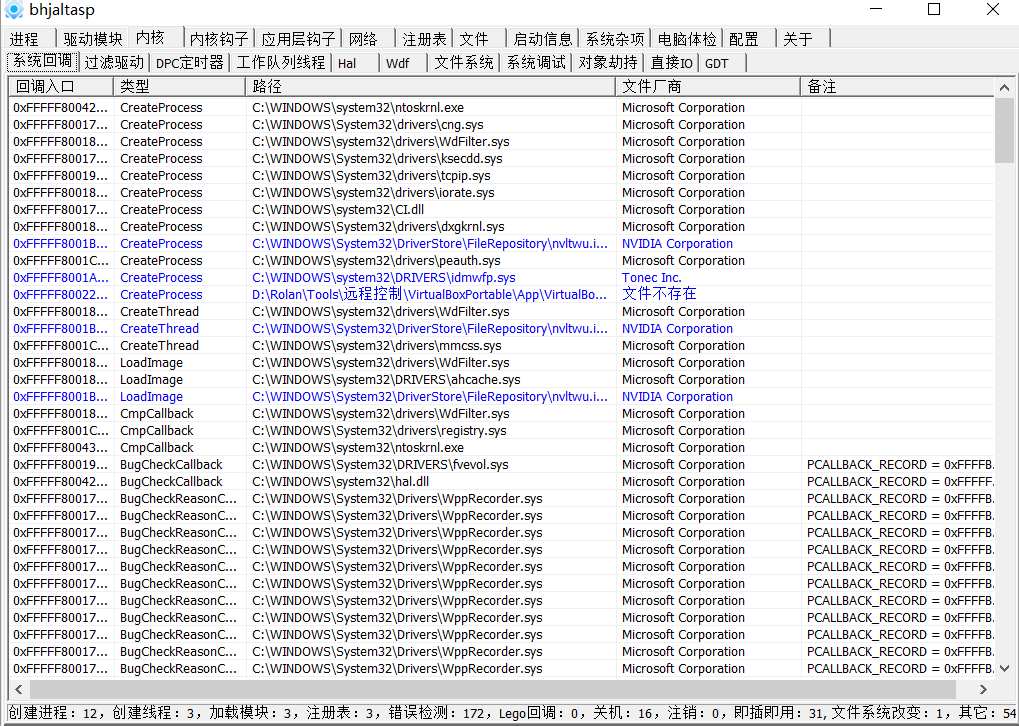 bhjaltasp
进程 驱动模块 内核 内核钩子 应用层钩子 网络 注册表 文件 启动信息 系统杂项 电脑体检 配置 关于
系统回调 过滤驱动 DPC定时器 工作队列线程 Hal Wdf 文件系统 系统调试 对象劫持 直接IO GDT
回调入口 类型 路径 文件厂商 备注
0xFFFFF80042... CreateProcess C:\WINDOWS\system32\ntoskrnl.exe Microsoft Corporation
0xFFFFF80017... CreateProcess C:\WINDOWS\System32\drivers\cng.sys Microsoft Corporation
0xFFFFF80018... CreateProcess C:\WINDOWS\system32\drivers\WdFilter.sys Microsoft Corporation
0xFFFFF80017... CreateProcess C:\WINDOWS\System32\drivers\ksecdd.sys Microsoft Corporation
0xFFFFF80019... CreateProcess C:\WINDOWS\System32\drivers\tcpip.sys Microsoft Corporation
0xFFFFF80018... CreateProcess C:\WINDOWS\system32\drivers\iorate.sys Microsoft Corporation
0xFFFFF80017... CreateProcess C:\WINDOWS\system32\CI.dll Microsoft Corporation
0xFFFFF80018... CreateProcess C:\WINDOWS\System32\drivers\dxgkrnl.sys Microsoft Corporation
0xFFFFF8001B... CreateProcess C:\WINDOWS\System32\DriverStore\FileRepository\nvltwu.i... NVIDIA Corporation
0xFFFFF8001C... CreateProcess C:\WINDOWS\system32\drivers\peauth.sys Microsoft Corporation
0xFFFFF8001A... CreateProcess C:\WINDOWS\system32\DRIVERS\idmwfp.sys Tonec Inc.
0xFFFFF80022... CreateProcess D:\Rolan\Tools\远程控制\VirtualBoxPortable\App\VirtualBo... 文件不存在
0xFFFFF80018... CreateThread C:\WINDOWS\system32\drivers\WdFilter.sys Microsoft Corporation
0xFFFFF8001B... CreateThread C:\WINDOWS\System32\DriverStore\FileRepository\nvltwu.i... NVIDIA Corporation
0xFFFFF8001C... CreateThread C:\WINDOWS\system32\drivers\mmcss.sys Microsoft Corporation
0xFFFFF80018... LoadImage C:\WINDOWS\system32\drivers\WdFilter.sys Microsoft Corporation
0xFFFFF80018... LoadImage C:\WINDOWS\system32\DRIVERS\ahcache.sys Microsoft Corporation
0xFFFFF8001B... LoadImage C:\WINDOWS\System32\DriverStore\FileRepository\nvltwu.i... NVIDIA Corporation
0xFFFFF80018... CmpCallback C:\WINDOWS\system32\drivers\WdFilter.sys Microsoft Corporation
0xFFFFF8001C... CmpCallback C:\WINDOWS\system32\drivers\registry.sys Microsoft Corporation
0xFFFFF80043... CmpCallback C:\WINDOWS\system32\ntoskrnl.exe Microsoft Corporation
0xFFFFF80019... BugCheckCallback C:\WINDOWS\System32\DRIVERS\fvevol.sys Microsoft Corporation PCALLBACK_RECORD = 0xFFFFB.
0xFFFFF80042... BugCheckCallback C:\WINDOWS\system32\hal.dll Microsoft Corporation PCALLBACK_RECORD = 0xFFFFF.
0xFFFFF80017... BugCheckReasonC... C:\WINDOWS\System32\Drivers\WppRecorder.sys Microsoft Corporation PCALLBACK_RECORD = 0xFFFFB.
0xFFFFF80017... BugCheckReasonC... C:\WINDOWS\System32\Drivers\WppRecorder.sys Microsoft Corporation PCALLBACK_RECORD = 0xFFFFB.
0xFFFFF80017... BugCheckReasonC... C:\WINDOWS\System32\Drivers\WppRecorder.sys Microsoft Corporation PCALLBACK_RECORD = 0xFFFFB.
0xFFFFF80017... BugCheckReasonC... C:\WINDOWS\System32\Drivers\WppRecorder.sys Microsoft Corporation PCALLBACK_RECORD = 0xFFFFB.
0xFFFFF80017... BugCheckReasonC... C:\WINDOWS\System32\Drivers\WppRecorder.sys Microsoft Corporation PCALLBACK_RECORD = 0xFFFFB.
0xFFFFF80017... BugCheckReasonC... C:\WINDOWS\System32\Drivers\WppRecorder.sys Microsoft Corporation PCALLBACK_RECORD = 0xFFFFB.
0xFFFFF80017... BugCheckReasonC... C:\WINDOWS\System32\Drivers\WppRecorder.sys Microsoft Corporation PCALLBACK_RECORD = 0xFFFFB.
0xFFFFF80017... BugCheckReasonC... C:\WINDOWS\System32\Drivers\WppRecorder.sys Microsoft Corporation PCALLBACK_RECORD = 0xFFFFB.
0xFFFFF80017... BugCheckReasonC... C:\WINDOWS\System32\Drivers\WppRecorder.sys Microsoft Corporation PCALLBACK_RECORD = 0xFFFFB.
0xFFFFF80017... BugCheckReasonC... C:\WINDOWS\System32\Drivers\WppRecorder.sys Microsoft Corporation PCALLBACK_RECORD = 0xFFFFB.
0xFFFFF80017... BugCheckReasonC... C:\WINDOWS\System32\Drivers\WppRecorder.sys Microsoft Corporation PCALLBACK_RECORD = 0xFFFFB.
创建进程：12，创建线程：3，加载模块：3，注册表：3，错误检测：172，Lego回调：0，关机：16，注销：0，即插即用：31，文件系统改变：1，其它：54